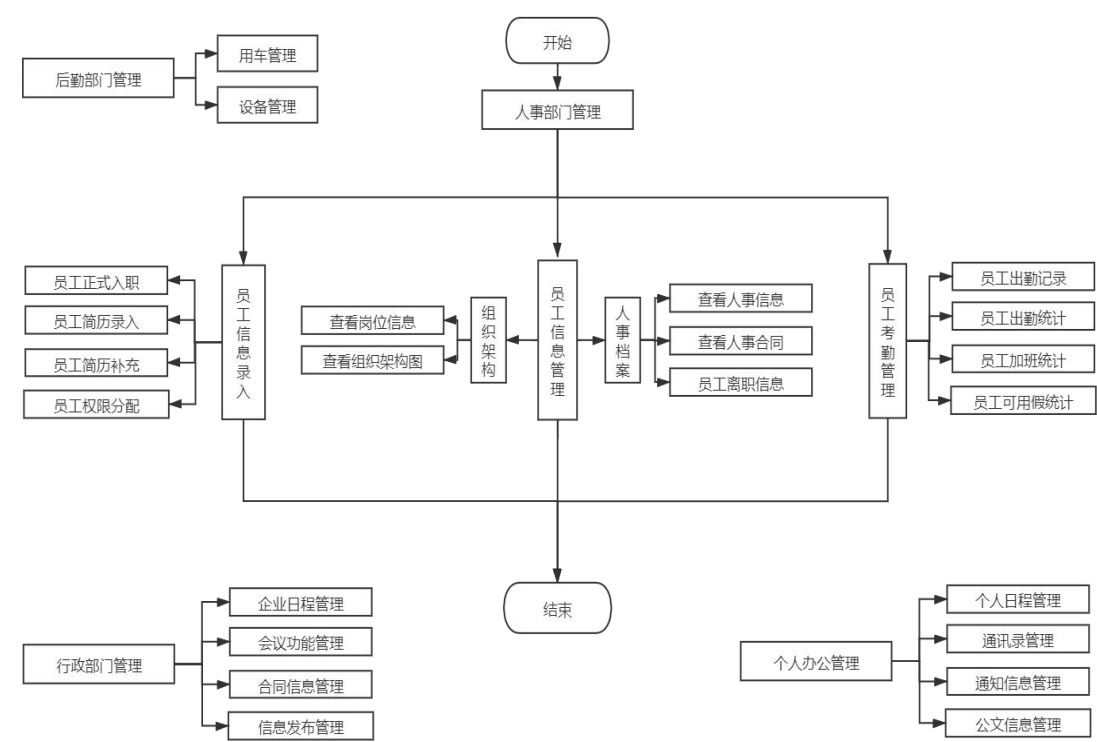 开始
人事部门管理
后勤部门管理
用车管理
设备管理
员工信息录入
员工正式入职
员工简历录入
员工简历补充
员工权限分配
员工信息管理
组织架构
查看岗位信息
查看组织架构图
人事档案
查看人事信息
查看人事合同
员工离职信息
员工考勤管理
员工出勤记录
员工出勤统计
员工加班统计
员工可用假统计
结束
行政部门管理
企业日程管理
会议功能管理
合同信息管理
信息发布管理
个人办公管理
个人日程管理
通讯录管理
通知信息管理
公文信息管理